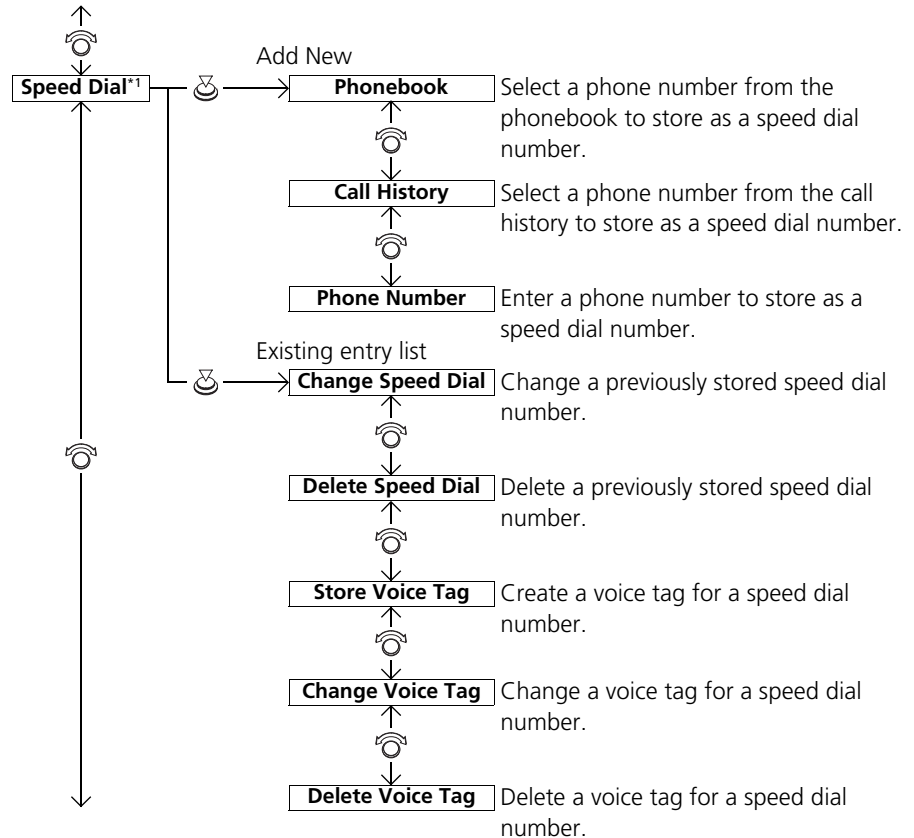 Add New
Speed Dial*1
Phonebook
Select a phone number from the
phonebook to store as a speed dial
number.
Call History
Select a phone number from the call
history to store as a speed dial number.
Phone Number
Enter a phone number to store as a
speed dial number.
Existing entry list
Change Speed Dial
Change a previously stored speed dial
number.
Delete Speed Dial
Delete a previously stored speed dial
number.
Store Voice Tag
Create a voice tag for a speed dial
number.
Change Voice Tag
Change a voice tag for a speed dial
number.
Delete Voice Tag
Delete a voice tag for a speed dial
number.